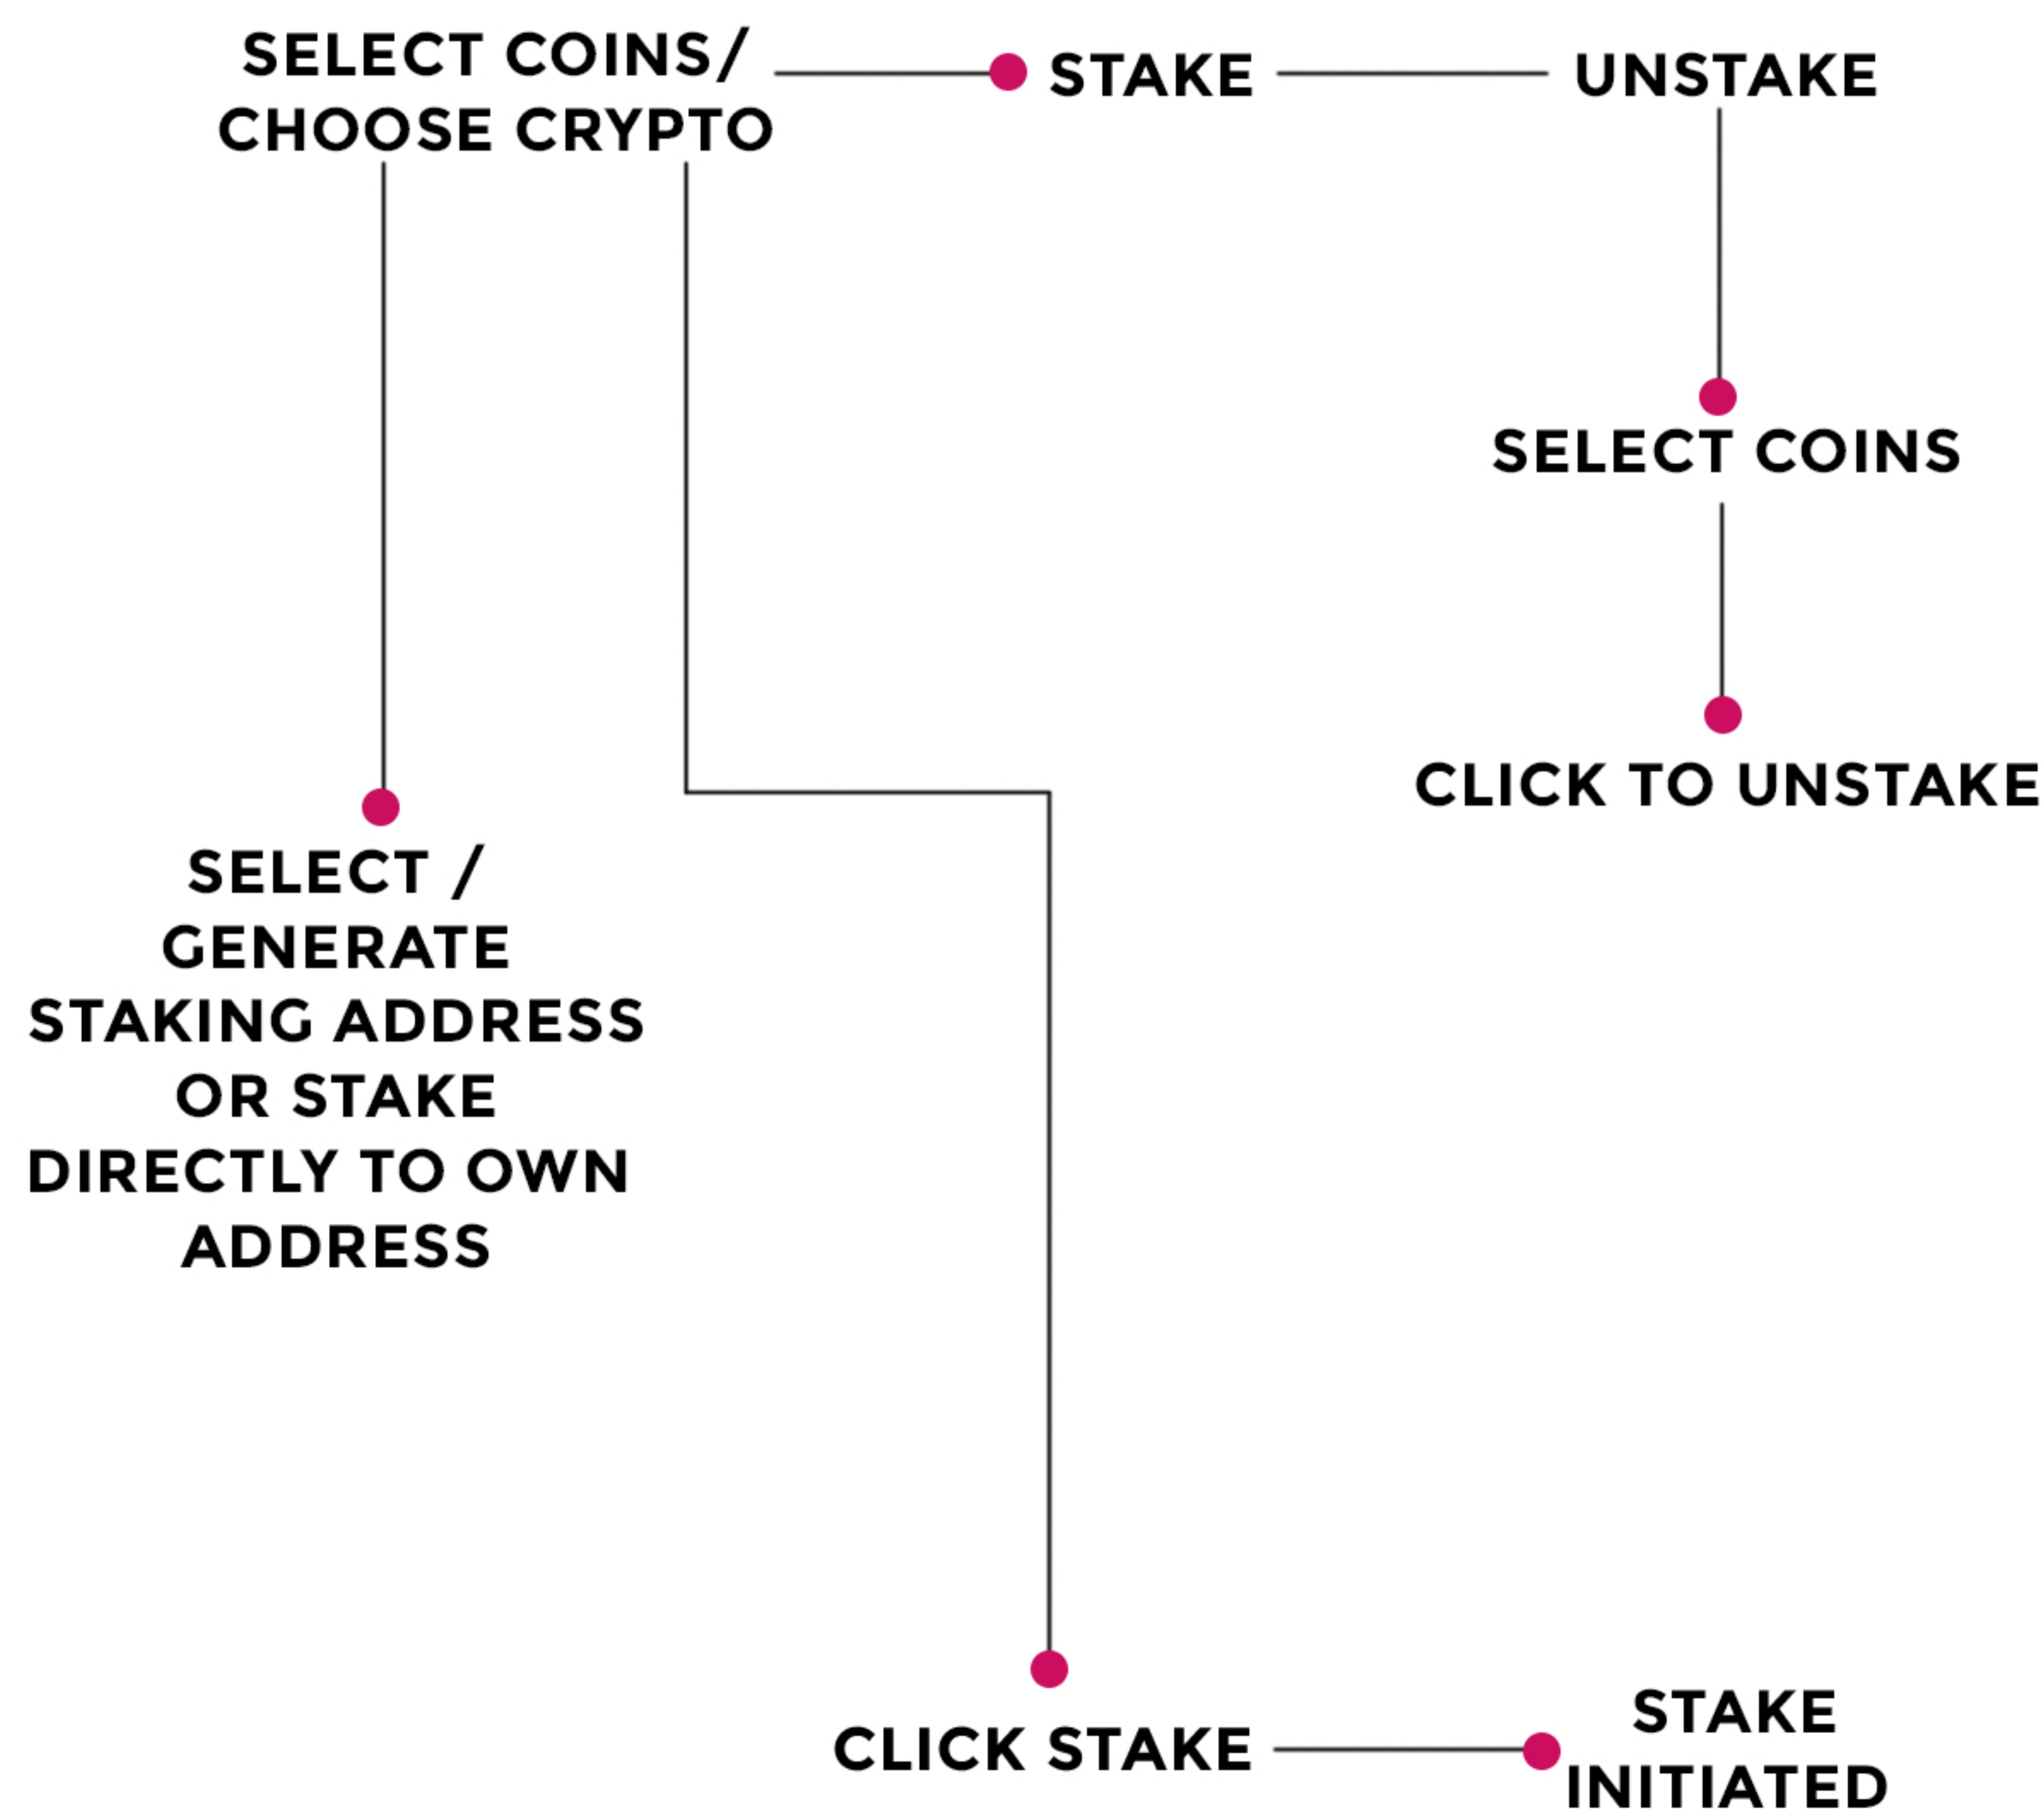 SELECT COINS/
CHOOSE CRYPTO
STAKE
UNSTAKE
SELECT COINS
CLICK TO UNSTAKE
SELECT /
GENERATE
STAKING ADDRESS
OR STAKE
DIRECTLY TO OWN
ADDRESS
CLICK STAKE
STAKE
INITIATED